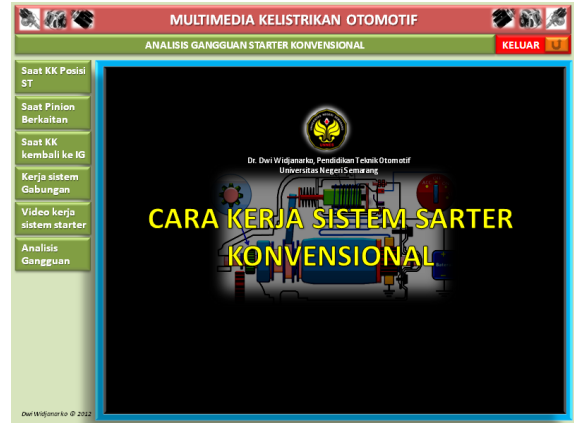 MULTIMEDIA KELISTRIKAN OTOMOTIF
ANALISIS GANGGUAN STARTER KONVENSIONAL
KELUAR
Saat KK Posisi
ST
Saat Pinion
Berkaitan
Saat KK
kembali ke IG
Kerja sistem
Gabungan
Video kerja
sistem starter
Analisis
Gangguan
Dr. Dwi Widjanarko, Pendidikan Teknik Otomotif
Universitas Negeri Semarang
CARA KERJA SISTEM SARTER
KONVENSIONAL
Dwi Widjanarko © 2012